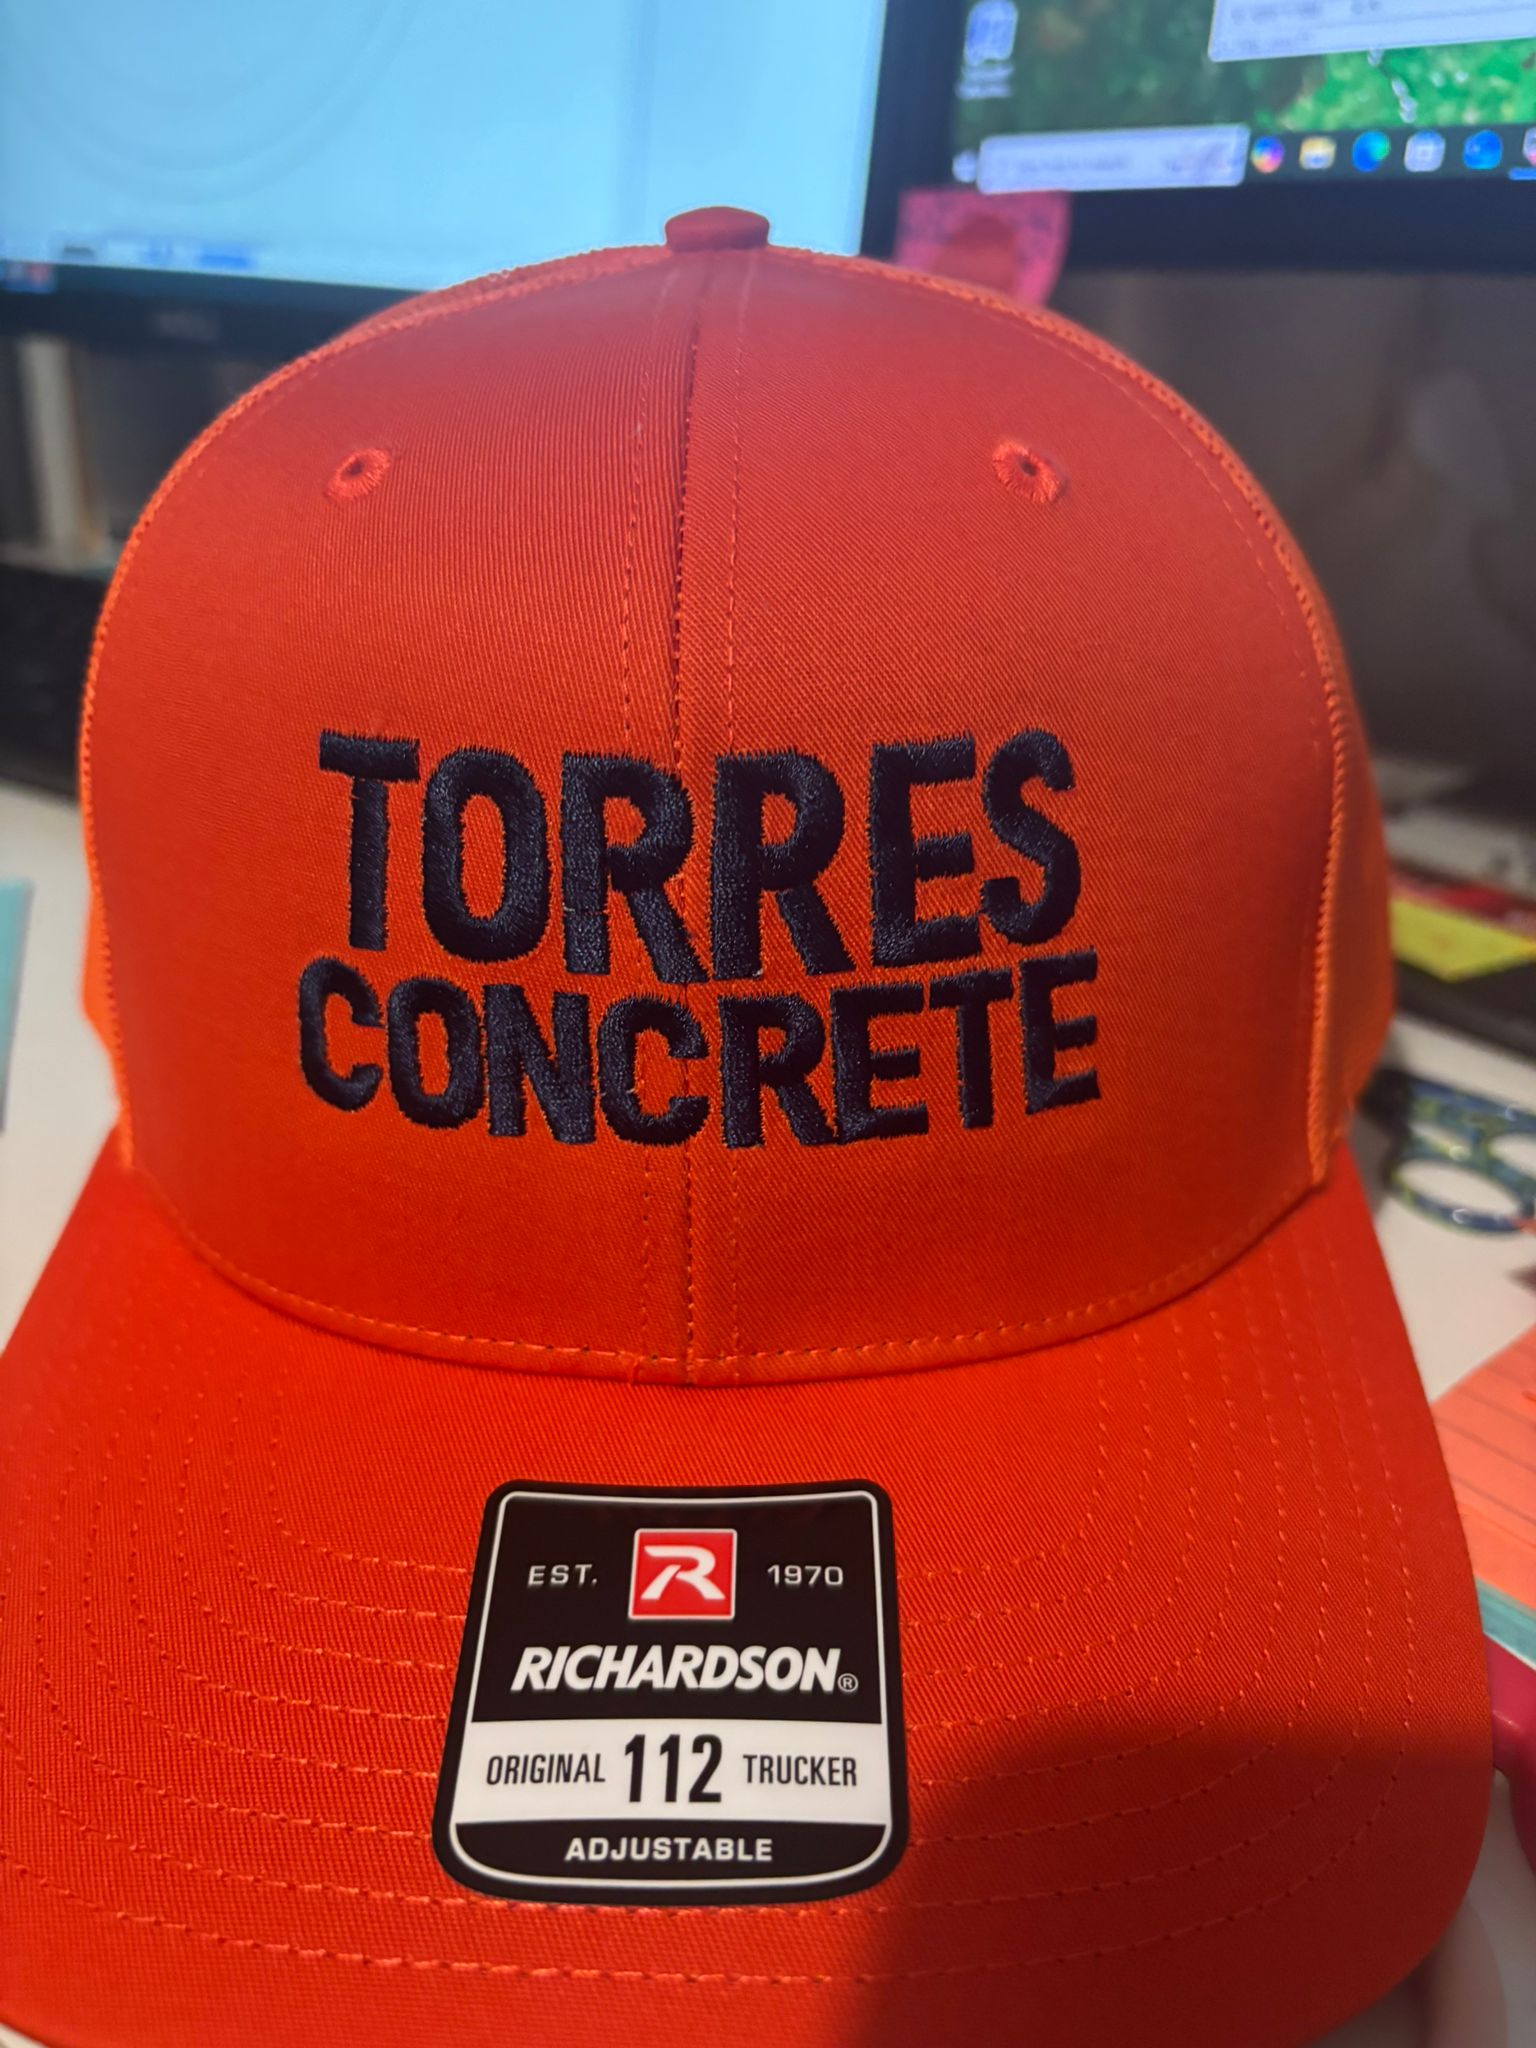 TORRES
CONCRETE
EST. R 1970
RICHARDSON®
ORIGINAL 112 TRUCKER
ADJUSTABLE